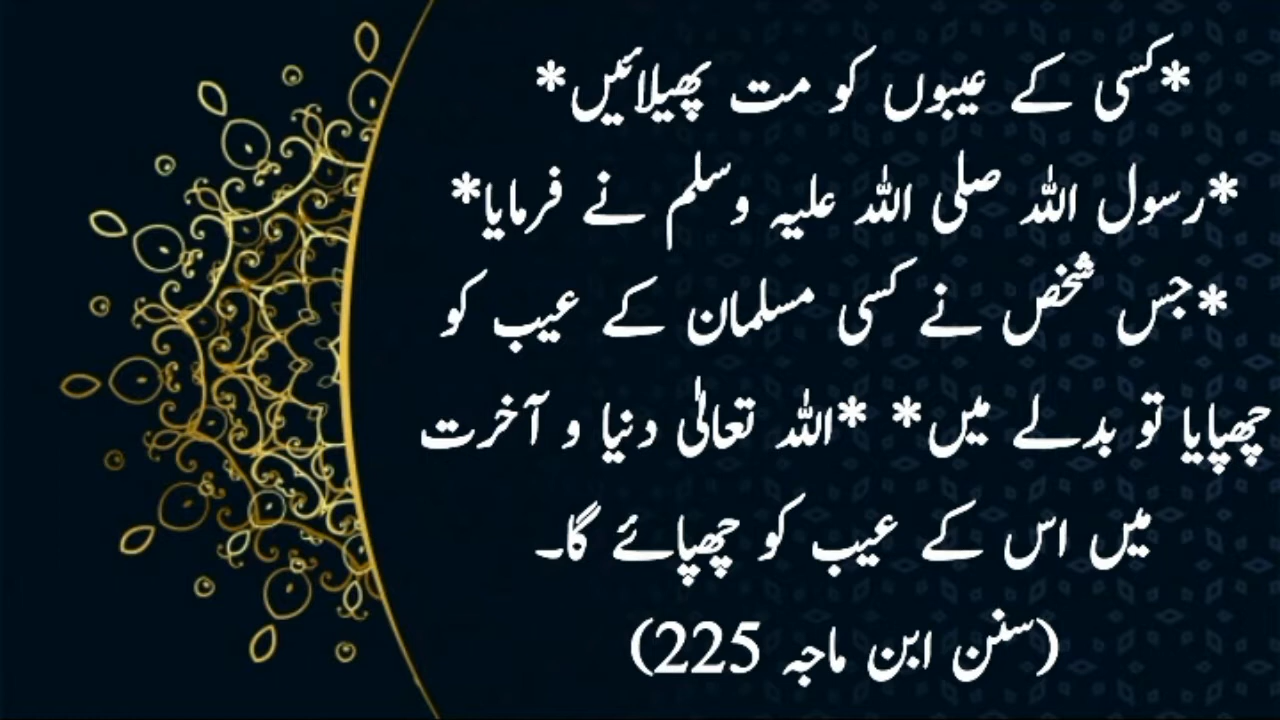 *کسی کے عیبوں کو مت پھیلائیں*
*رسول اللہ صلی اللہ علیہ وسلم نے فرمایا*
*جس شخص نے کسی مسلمان کے عیب کو
چھپایا تو بدلے میں* *اللہ تعالیٰ دنیا و آخرت
میں اس کے عیب کو چھپائے گا۔
(سنن ابن ماجہ 225)